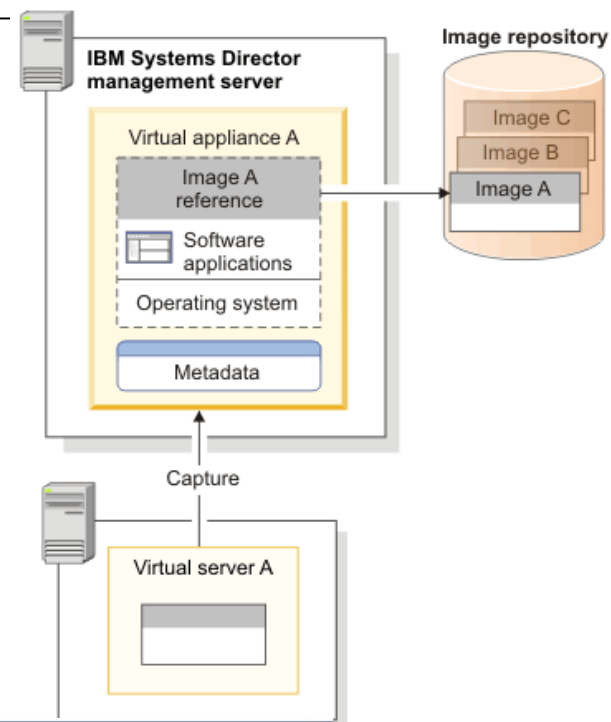 IBM Systems Director
management server
Virtual appliance A
Image A
reference
Software
applications
Operating system
Metadata
Image repository
Image C
Image B
Image A
Capture
Virtual server A